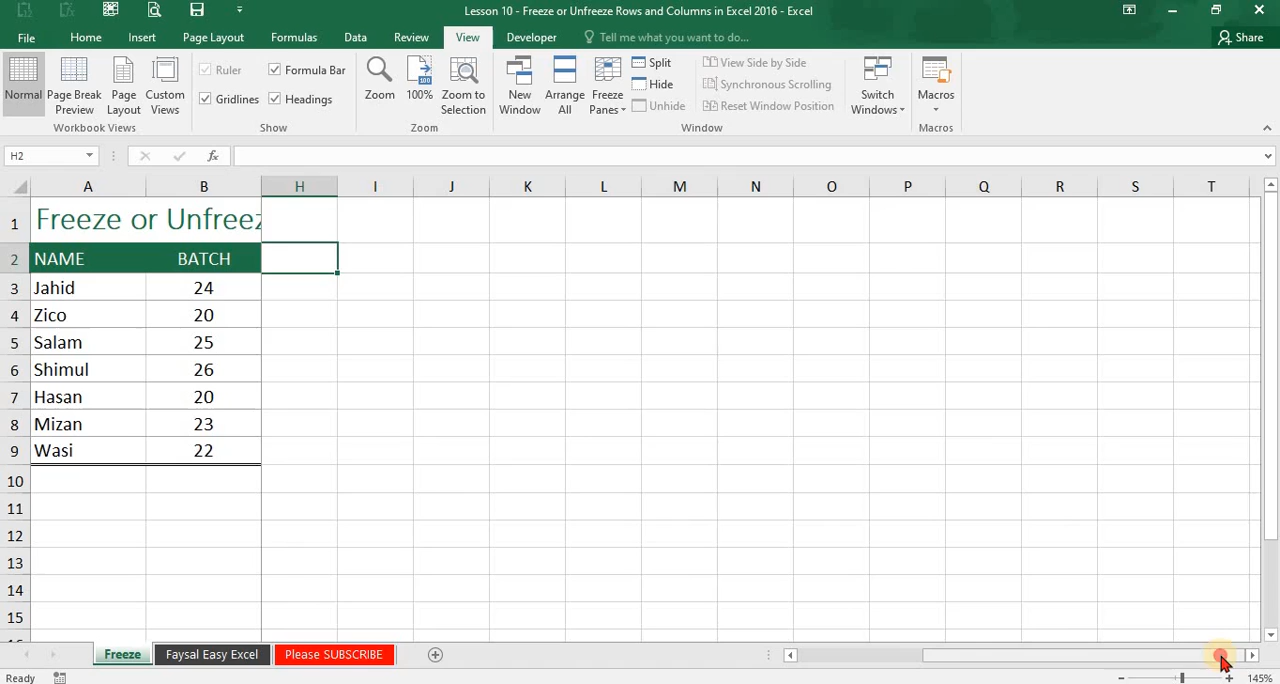 Lesson 10 - Freeze or Unfreeze Rows and Columns in Excel 2016 - Excel
File Home Insert Page Layout Formulas Data Review View Developer Tell me what you want to do... Share
Normal Page Break Preview Page Layout Custom Views
Workbook Views
Ruler Formula Bar
Gridlines Headings
Show
Zoom 100% Zoom to Selection
Zoom
New Window Arrange All Freeze Panes
Split
Hide
Unhide
View Side by Side
Synchronous Scrolling
Reset Window Position
Switch Windows
Window
Macros
Macros
H2 fx
A B H I J K L M N O P Q R S T
1 Freeze or Unfreez
2 NAME BATCH
3 Jahid 24
4 Zico 20
5 Salam 25
6 Shimul 26
7 Hasan 20
8 Mizan 23
9 Wasi 22
10
11
12
13
14
15
Freeze Faysal Easy Excel Please SUBSCRIBE
Ready 145%